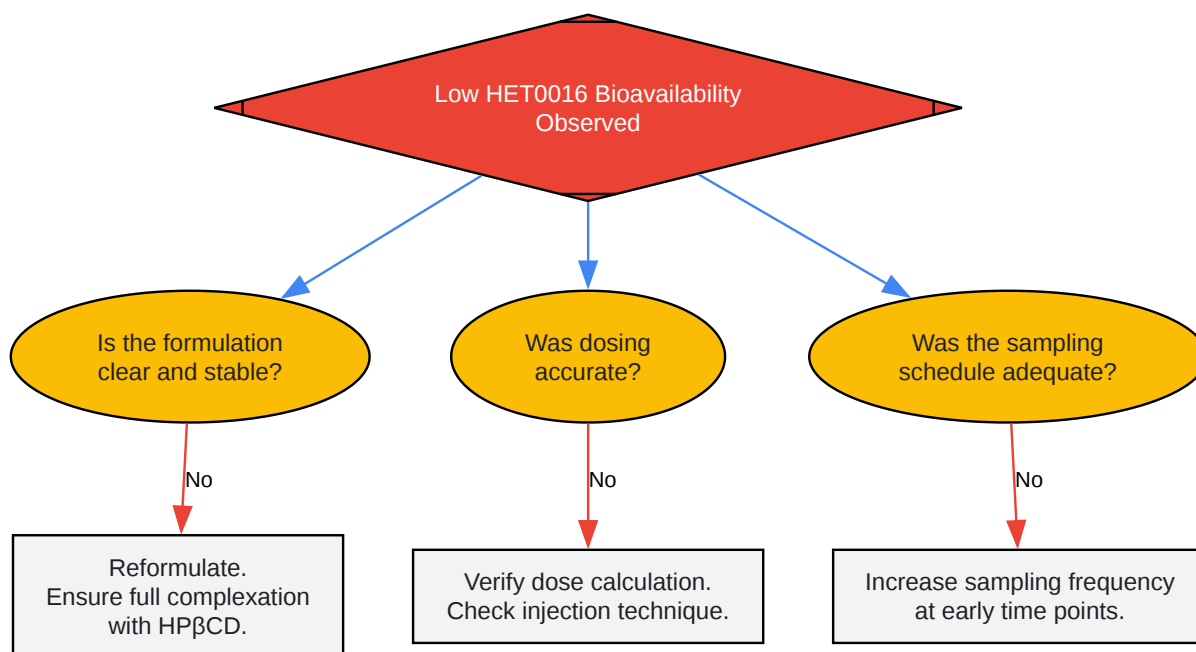 Low HET0016 Bioavailability
Observed
Is the formulation
clear and stable?
Was dosing
accurate?
Was the sampling
schedule adequate?
No
No
No
Reformulate.
Ensure full complexation
with HPβCD.
Verify dose calculation.
Check injection technique.
Increase sampling frequency
at early time points.